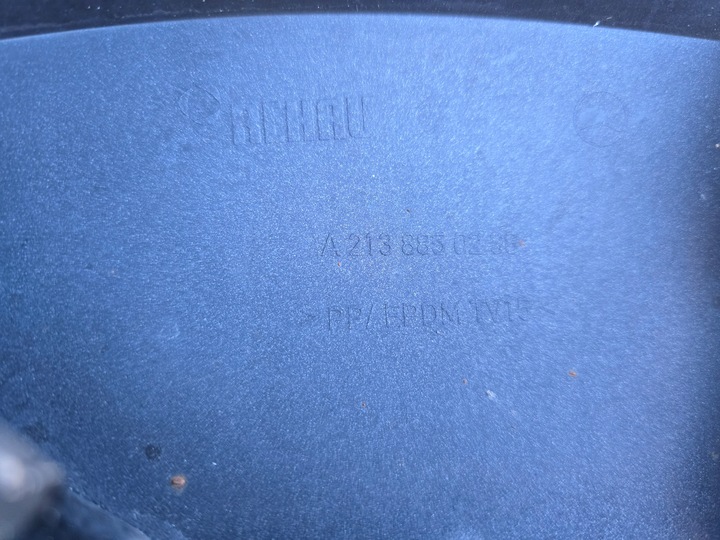 REHAU
A 213 885 02 38
>PP/EPDM TV15<